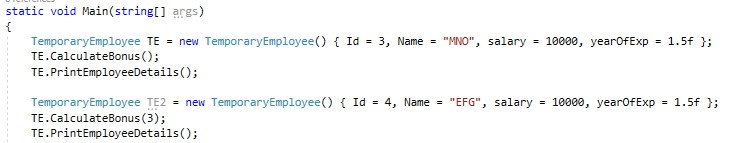 static void Main(string[] args)
{
TemporaryEmployee TE = new TemporaryEmployee() { Id = 3, Name = "MNO", salary = 10000, yearOfExp = 1.5f };
TE.CalculateBonus();
TE.PrintEmployeeDetails();
TemporaryEmployee TE2 = new TemporaryEmployee() { Id = 4, Name = "EFG", salary = 10000, yearOfExp = 1.5f };
TE.CalculateBonus(3);
TE.PrintEmployeeDetails();